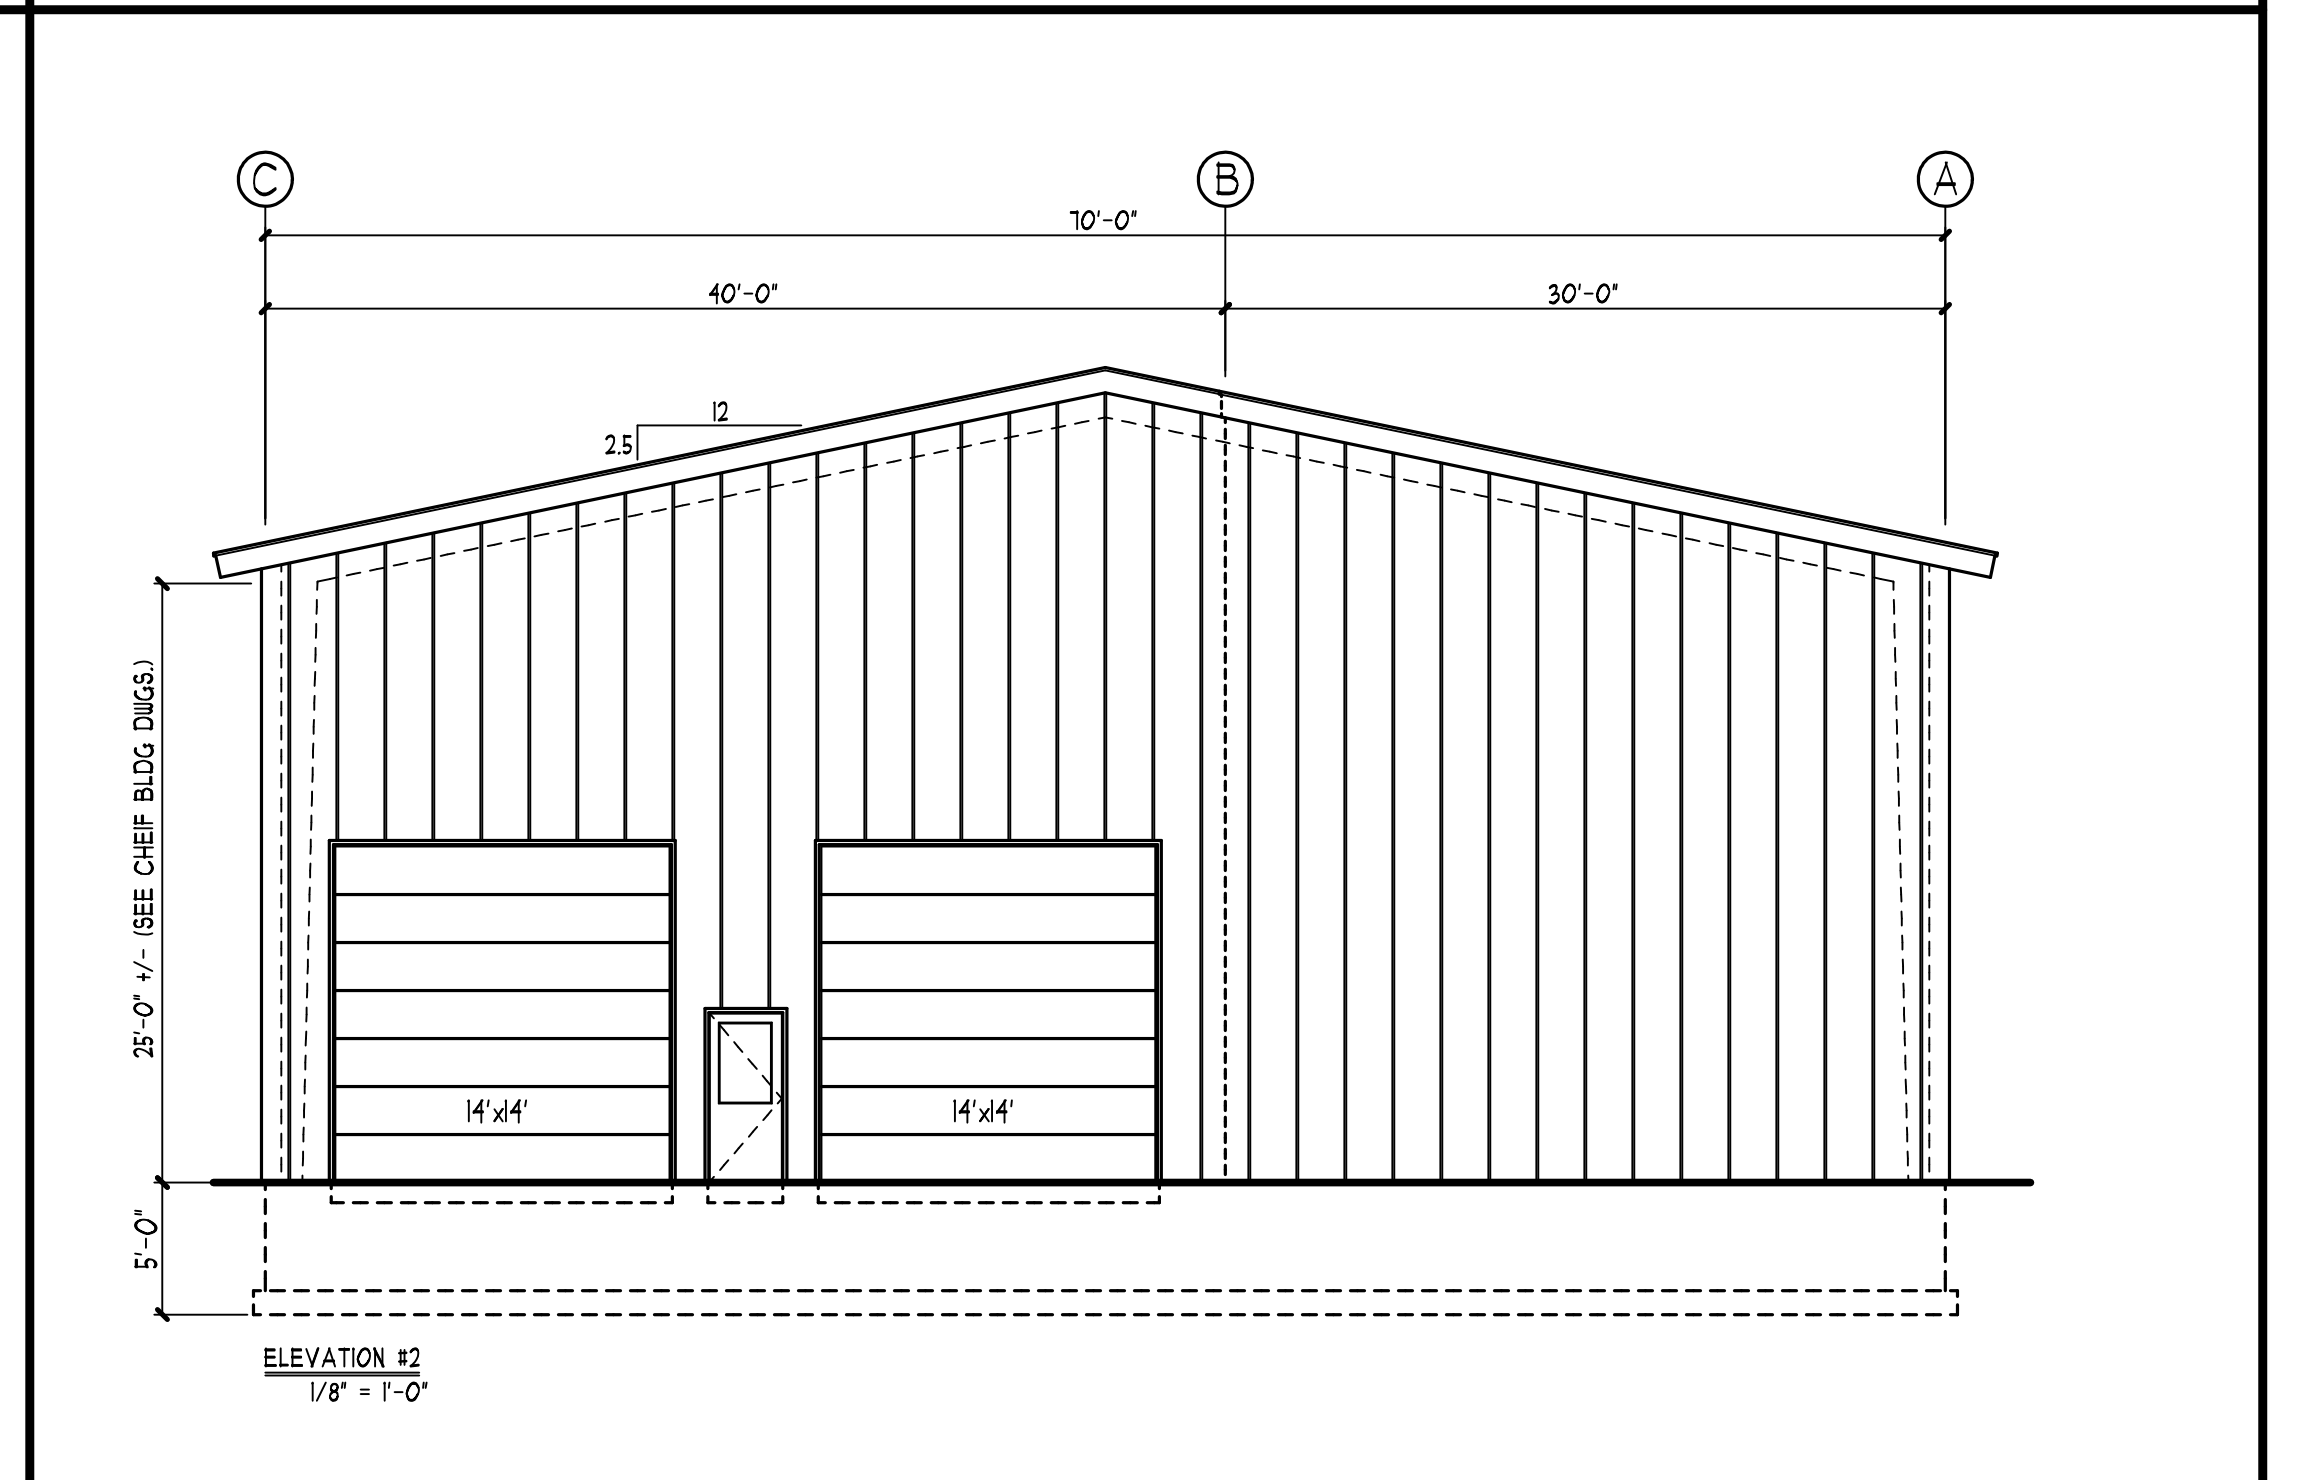 C
B
A
70'-0"
40'-0"
30'-0"
12
2.5
25'-0" +/- (SEE CHEIF BLDG DWGS.)
14'x14'
14'x14'
5'-0"
ELEVATION #2
1/8" = 1'-0"